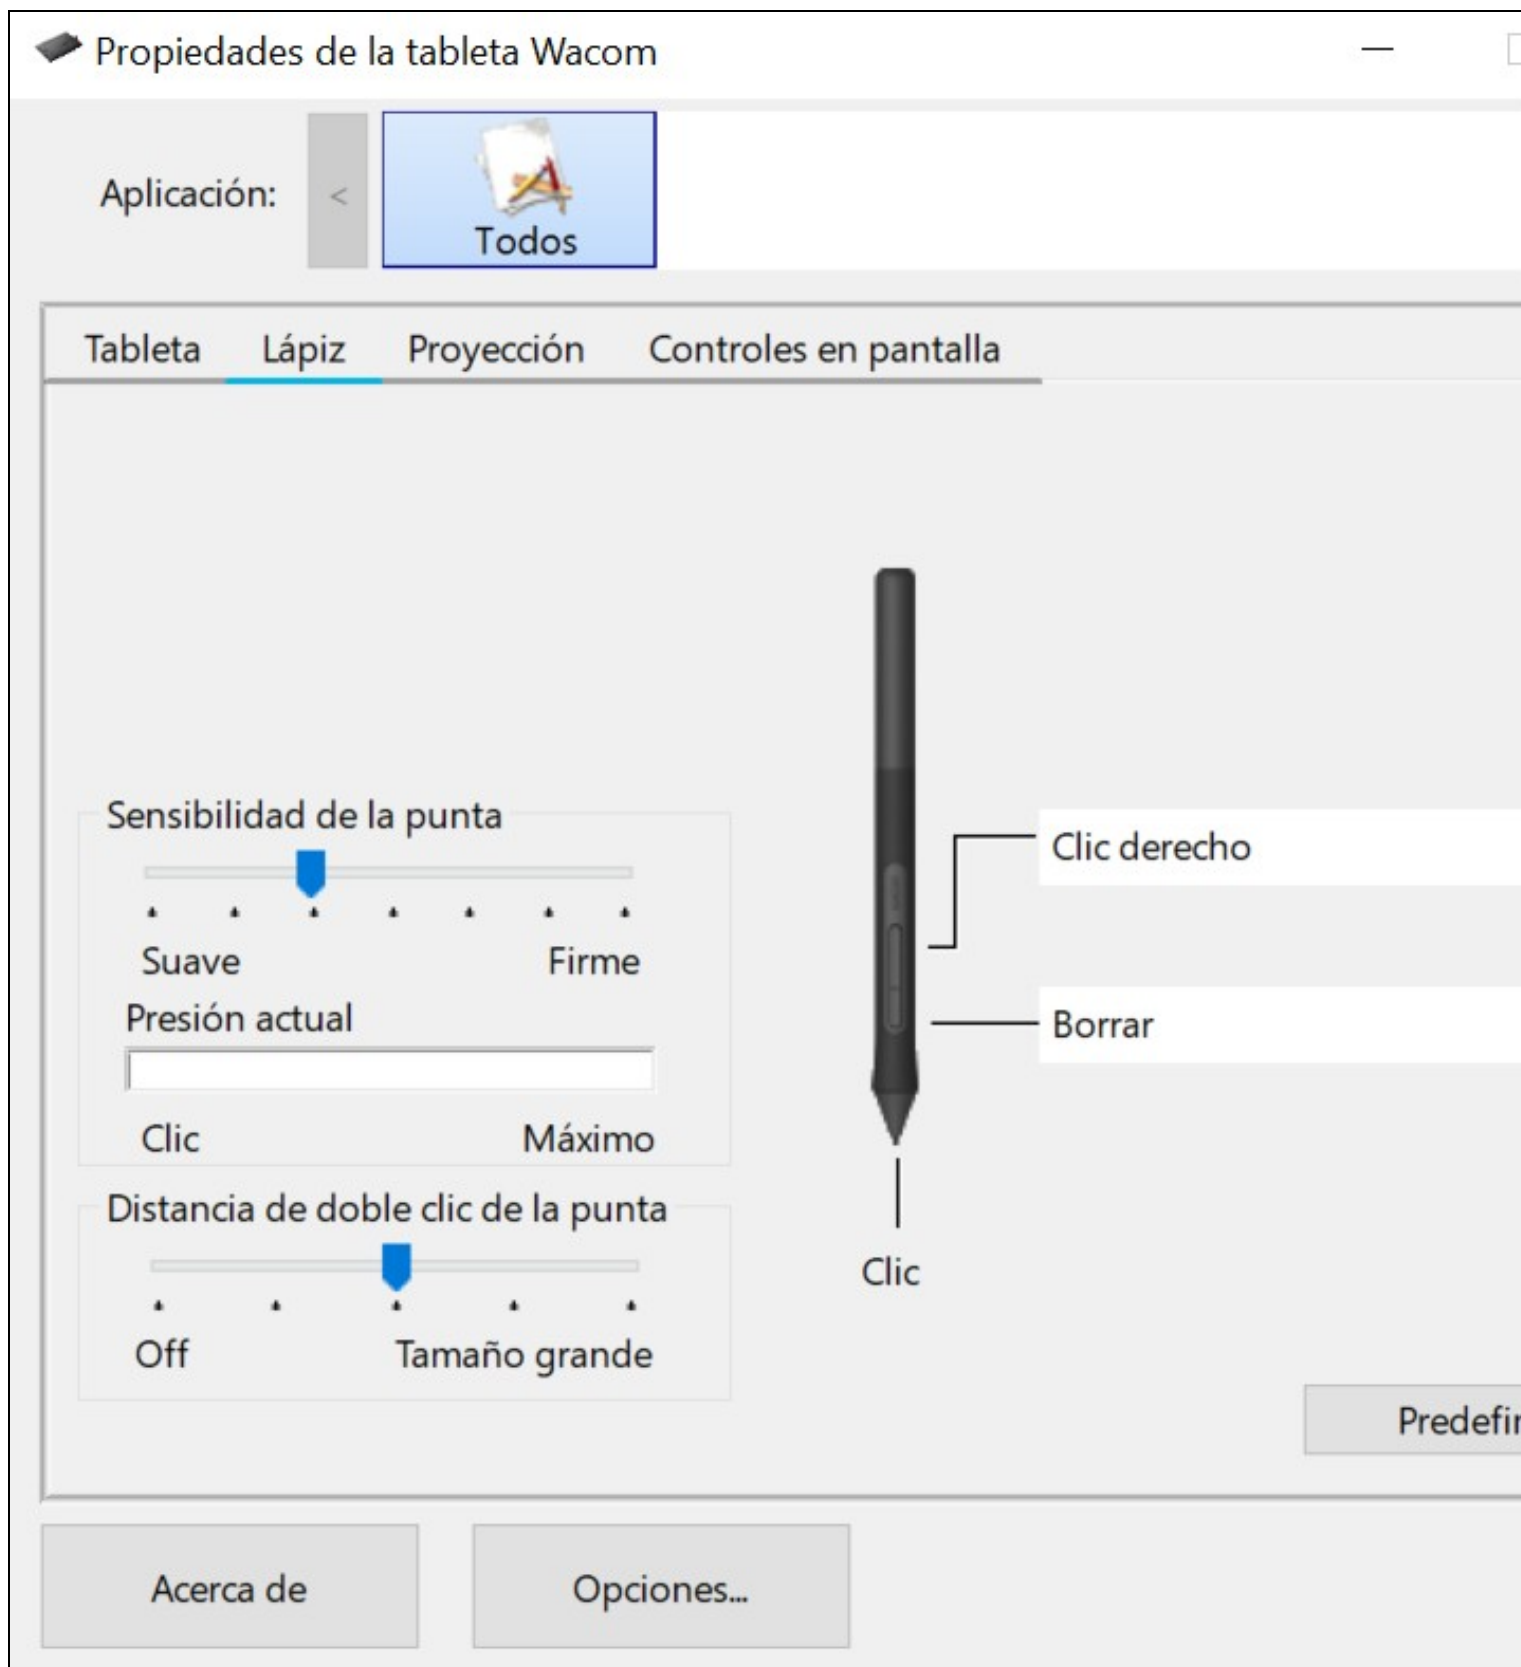 Propiedades de la tableta Wacom
Aplicación:
<
Todos
Tableta Lápiz Proyección Controles en pantalla
Sensibilidad de la punta
Suave Firme
Presión actual
Clic Máximo
Distancia de doble clic de la punta
Off Tamaño grande
Clic derecho
Borrar
Clic
Acerca de Opciones...